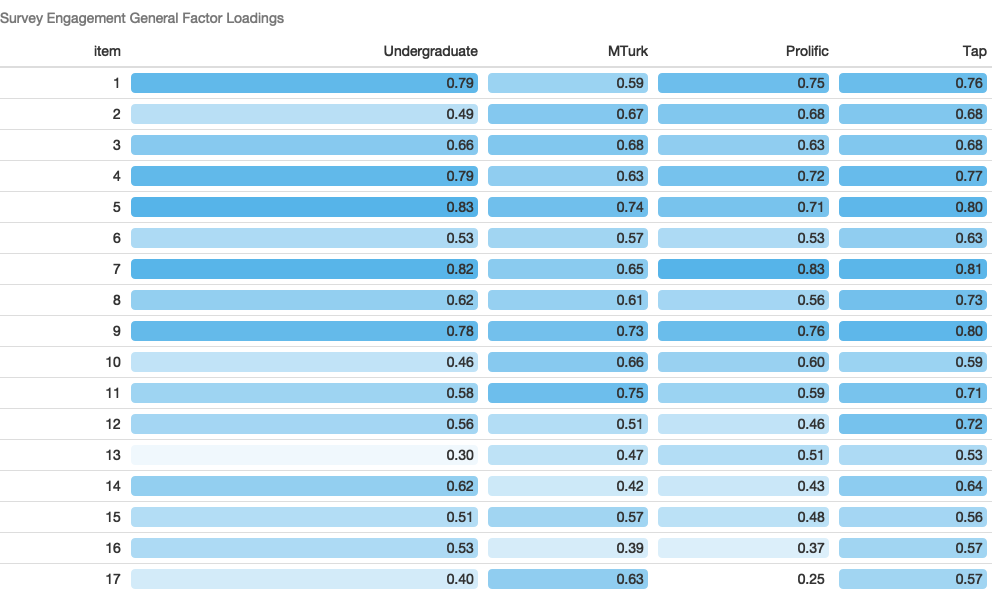 Survey Engagement General Factor Loadings
item Undergraduate MTurk Prolific Tap
1 0.79 0.59 0.75 0.76
2 0.49 0.67 0.68 0.68
3 0.66 0.68 0.63 0.68
4 0.79 0.63 0.72 0.77
5 0.83 0.74 0.71 0.80
6 0.53 0.57 0.53 0.63
7 0.82 0.65 0.83 0.81
8 0.62 0.61 0.56 0.73
9 0.78 0.73 0.76 0.80
10 0.46 0.66 0.60 0.59
11 0.58 0.75 0.59 0.71
12 0.56 0.51 0.46 0.72
13 0.30 0.47 0.51 0.53
14 0.62 0.42 0.43 0.64
15 0.51 0.57 0.48 0.56
16 0.53 0.39 0.37 0.57
17 0.40 0.63 0.25 0.57